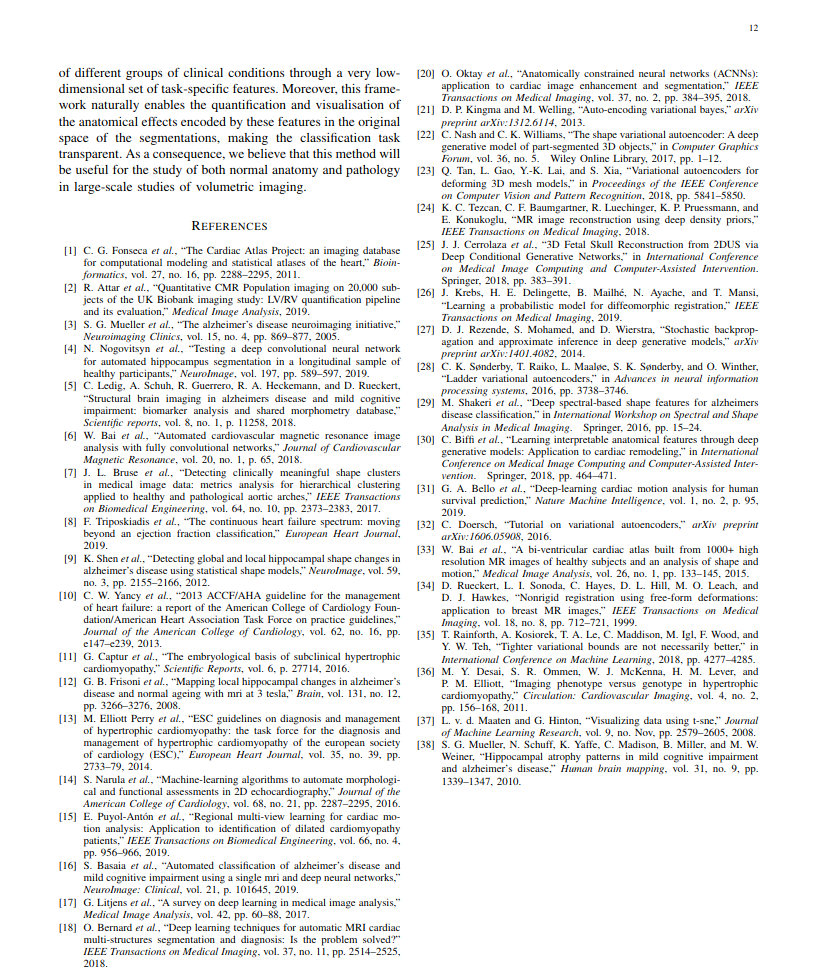 12
of different groups of clinical conditions through a very low-
dimensional set of task-specific features. Moreover, this frame-
work naturally enables the quantification and visualisation of
the anatomical effects encoded by these features in the original
space of the segmentations, making the classification task
transparent. As a consequence, we believe that this method will
be useful for the study of both normal anatomy and pathology
in large-scale studies of volumetric imaging.
REFERENCES
[1] C. G. Fonseca et al., “The Cardiac Atlas Project: an imaging database
for computational modeling and statistical atlases of the heart,” Bioin-
formatics, vol. 27, no. 16, pp. 2288–2295, 2011.
[2] R. Attar et al., “Quantitative CMR Population imaging on 20,000 sub-
jects of the UK Biobank imaging study: LV/RV quantification pipeline
and its evaluation,” Medical Image Analysis, 2019.
[3] S. G. Mueller et al., “The alzheimer’s disease neuroimaging initiative,”
Neuroimaging Clinics, vol. 15, no. 4, pp. 869–877, 2005.
[4] N. Nogovitsyn et al., “Testing a deep convolutional neural network
for automated hippocampus segmentation in a longitudinal sample of
healthy participants,” NeuroImage, vol. 197, pp. 589–597, 2019.
[5] C. Ledig, A. Schuh, R. Guerrero, R. A. Heckemann, and D. Rueckert,
“Structural brain imaging in alzheimers disease and mild cognitive
impairment: biomarker analysis and shared morphometry database,”
Scientific reports, vol. 8, no. 1, p. 11258, 2018.
[6] W. Bai et al., “Automated cardiovascular magnetic resonance image
analysis with fully convolutional networks,” Journal of Cardiovascular
Magnetic Resonance, vol. 20, no. 1, p. 65, 2018.
[7] J. L. Bruse et al., “Detecting clinically meaningful shape clusters
in medical image data: metrics analysis for hierarchical clustering
applied to healthy and pathological aortic arches,” IEEE Transactions
on Biomedical Engineering, vol. 64, no. 10, pp. 2373–2383, 2017.
[8] F. Triposkiadis et al., “The continuous heart failure spectrum: moving
beyond an ejection fraction classification,” European Heart Journal,
2019.
[9] K. Shen et al., “Detecting global and local hippocampal shape changes in
alzheimer’s disease using statistical shape models,” NeuroImage, vol. 59,
no. 3, pp. 2155–2166, 2012.
[10] C. W. Yancy et al., “2013 ACCF/AHA guideline for the management
of heart failure: a report of the American College of Cardiology Foun-
dation/American Heart Association Task Force on practice guidelines,”
Journal of the American College of Cardiology, vol. 62, no. 16, pp.
e147–e239, 2013.
[11] G. Captur et al., “The embryological basis of subclinical hypertrophic
cardiomyopathy,” Scientific Reports, vol. 6, p. 27714, 2016.
[12] G. B. Frisoni et al., “Mapping local hippocampal changes in alzheimer’s
disease and normal ageing with mri at 3 tesla,” Brain, vol. 131, no. 12,
pp. 3266–3276, 2008.
[13] M. Elliott Perry et al., “ESC guidelines on diagnosis and management
of hypertrophic cardiomyopathy: the task force for the diagnosis and
management of hypertrophic cardiomyopathy of the european society
of cardiology (ESC),” European Heart Journal, vol. 35, no. 39, pp.
2733–79, 2014.
[14] S. Narula et al., “Machine-learning algorithms to automate morphologi-
cal and functional assessments in 2D echocardiography,” Journal of the
American College of Cardiology, vol. 68, no. 21, pp. 2287–2295, 2016.
[15] E. Puyol-Antón et al., “Regional multi-view learning for cardiac mo-
tion analysis: Application to identification of dilated cardiomyopathy
patients,” IEEE Transactions on Biomedical Engineering, vol. 66, no. 4,
pp. 956–966, 2019.
[16] S. Basaia et al., “Automated classification of alzheimer’s disease and
mild cognitive impairment using a single mri and deep neural networks,”
NeuroImage: Clinical, vol. 21, p. 101645, 2019.
[17] G. Litjens et al., “A survey on deep learning in medical image analysis,”
Medical Image Analysis, vol. 42, pp. 60–88, 2017.
[18] O. Bernard et al., “Deep learning techniques for automatic MRI cardiac
multi-structures segmentation and diagnosis: Is the problem solved?”
IEEE Transactions on Medical Imaging, vol. 37, no. 11, pp. 2514–2525,
2018.
[20] O. Oktay et al., “Anatomically constrained neural networks (ACNNs):
application to cardiac image enhancement and segmentation,” IEEE
Transactions on Medical Imaging, vol. 37, no. 2, pp. 384–395, 2018.
[21] D. P. Kingma and M. Welling, “Auto-encoding variational bayes,” arXiv
preprint arXiv:1312.6114, 2013.
[22] C. Nash and C. K. Williams, “The shape variational autoencoder: A deep
generative model of part-segmented 3D objects,” in Computer Graphics
Forum, vol. 36, no. 5. Wiley Online Library, 2017, pp. 1–12.
[23] Q. Tan, L. Gao, Y.-K. Lai, and S. Xia, “Variational autoencoders for
deforming 3D mesh models,” in Proceedings of the IEEE Conference
on Computer Vision and Pattern Recognition, 2018, pp. 5841–5850.
[24] K. C. Tezcan, C. F. Baumgartner, R. Luechinger, K. P. Pruessmann, and
E. Konukoglu, “MR image reconstruction using deep density priors,”
IEEE Transactions on Medical Imaging, 2018.
[25] J. J. Cerrolaza et al., “3D Fetal Skull Reconstruction from 2DUS via
Deep Conditional Generative Networks,” in International Conference
on Medical Image Computing and Computer-Assisted Intervention.
Springer, 2018, pp. 383–391.
[26] J. Krebs, H. E. Delingette, B. Mailhé, N. Ayache, and T. Mansi,
“Learning a probabilistic model for diffeomorphic registration,” IEEE
Transactions on Medical Imaging, 2019.
[27] D. J. Rezende, S. Mohamed, and D. Wierstra, “Stochastic backprop-
agation and approximate inference in deep generative models,” arXiv
preprint arXiv:1401.4082, 2014.
[28] C. K. Sønderby, T. Raiko, L. Maaløe, S. K. Sønderby, and O. Winther,
“Ladder variational autoencoders,” in Advances in neural information
processing systems, 2016, pp. 3738–3746.
[29] M. Shakeri et al., “Deep spectral-based shape features for alzheimers
disease classification,” in International Workshop on Spectral and Shape
Analysis in Medical Imaging. Springer, 2016, pp. 15–24.
[30] C. Biffi et al., “Learning interpretable anatomical features through deep
generative models: Application to cardiac remodeling,” in International
Conference on Medical Image Computing and Computer-Assisted Inter-
vention. Springer, 2018, pp. 464–471.
[31] G. A. Bello et al., “Deep-learning cardiac motion analysis for human
survival prediction,” Nature Machine Intelligence, vol. 1, no. 2, p. 95,
2019.
[32] C. Doersch, “Tutorial on variational autoencoders,” arXiv preprint
arXiv:1606.05908, 2016.
[33] W. Bai et al., “A bi-ventricular cardiac atlas built from 1000+ high
resolution MR images of healthy subjects and an analysis of shape and
motion,” Medical Image Analysis, vol. 26, no. 1, pp. 133–145, 2015.
[34] D. Rueckert, L. I. Sonoda, C. Hayes, D. L. Hill, M. O. Leach, and
D. J. Hawkes, “Nonrigid registration using free-form deformations:
application to breast MR images,” IEEE Transactions on Medical
Imaging, vol. 18, no. 8, pp. 712–721, 1999.
[35] T. Rainforth, A. Kosiorek, T. A. Le, C. Maddison, M. Igl, F. Wood, and
Y. W. Teh, “Tighter variational bounds are not necessarily better,” in
International Conference on Machine Learning, 2018, pp. 4277–4285.
[36] M. Y. Desai, S. R. Ommen, W. J. McKenna, H. M. Lever, and
P. M. Elliott, “Imaging phenotype versus genotype in hypertrophic
cardiomyopathy,” Circulation: Cardiovascular Imaging, vol. 4, no. 2,
pp. 156–168, 2011.
[37] L. v. d. Maaten and G. Hinton, “Visualizing data using t-sne,” Journal
of Machine Learning Research, vol. 9, no. Nov, pp. 2579–2605, 2008.
[38] S. G. Mueller, N. Schuff, K. Yaffe, C. Madison, B. Miller, and M. W.
Weiner, “Hippocampal atrophy patterns in mild cognitive impairment
and alzheimer’s disease,” Human brain mapping, vol. 31, no. 9, pp.
1339–1347, 2010.